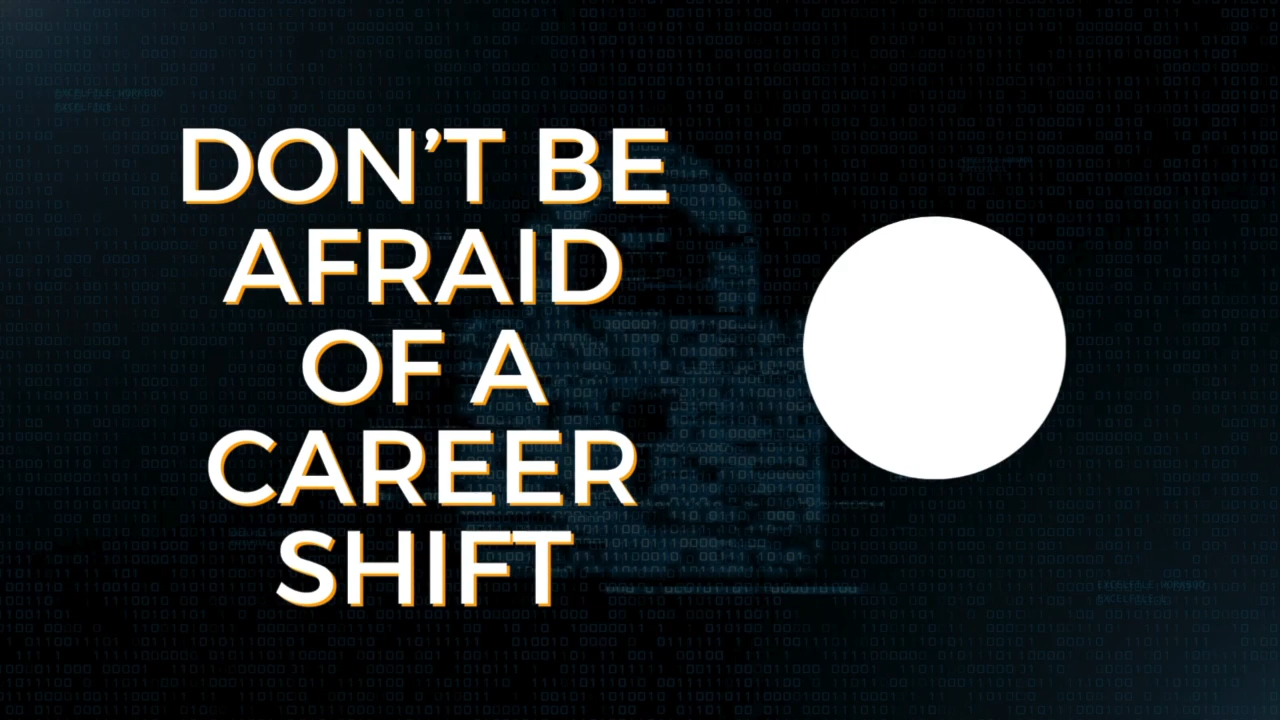 DON’T BE
AFRAID
OF A
CAREER
SHIFT